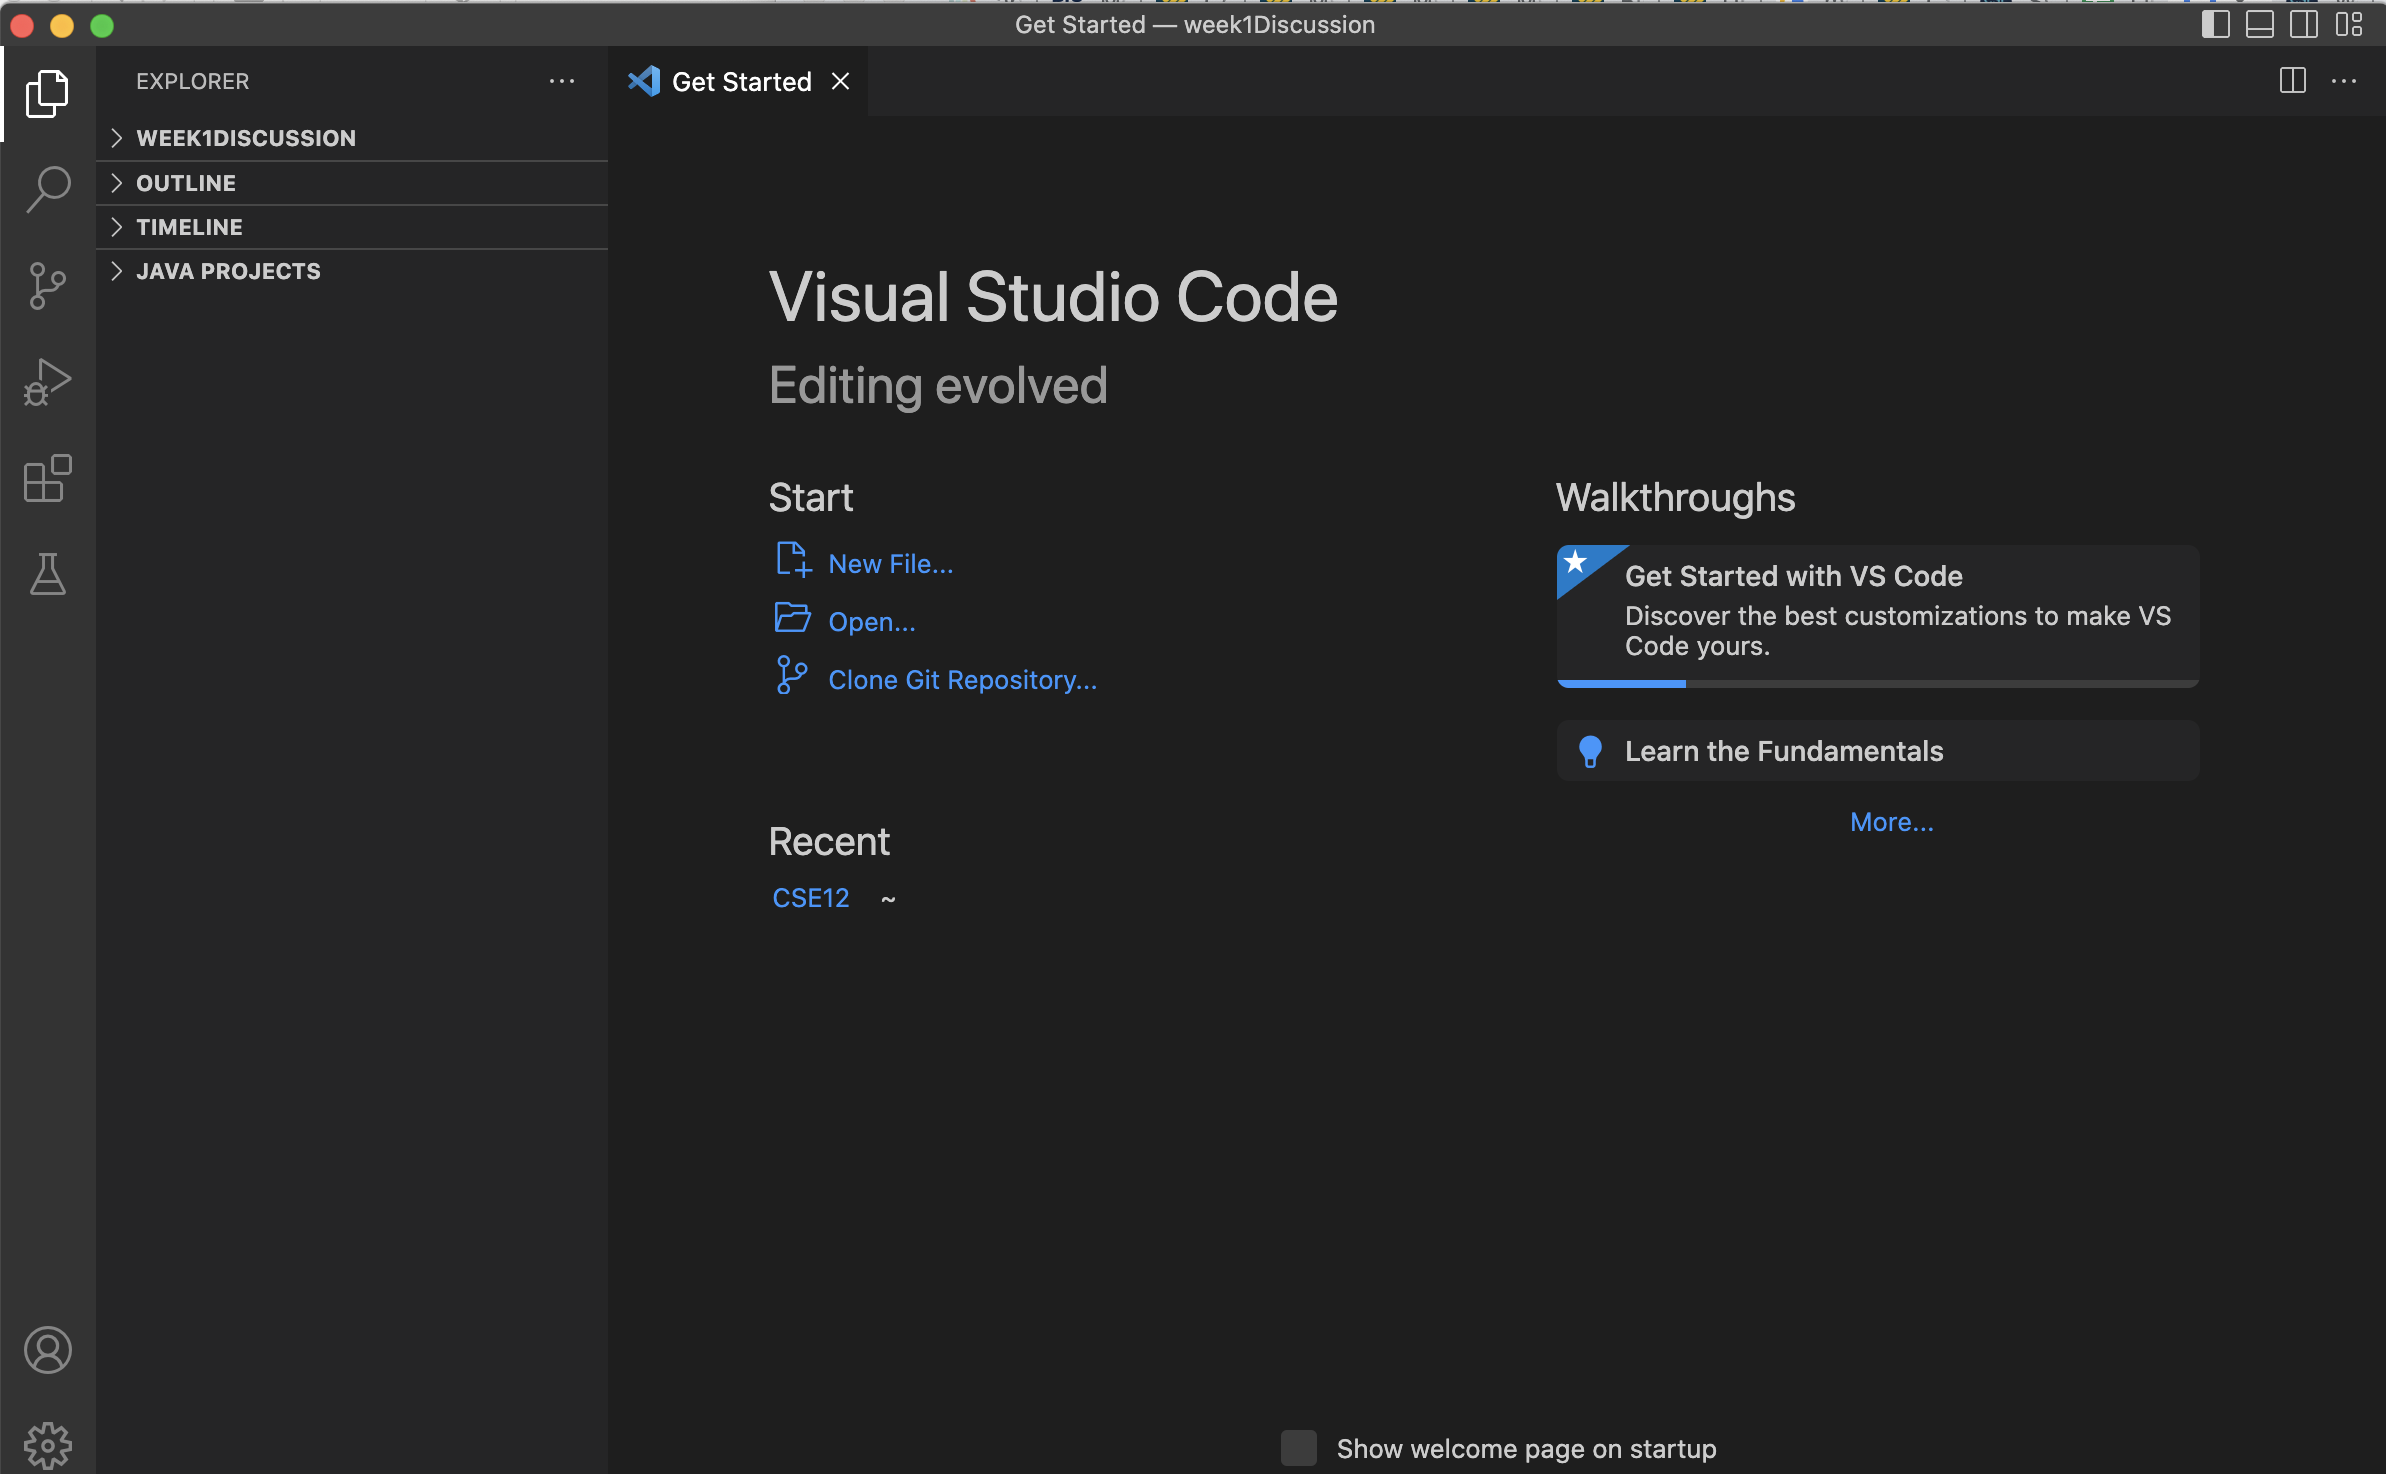 Get Started — week1Discussion
EXPLORER
Get Started
WEEK1DISCUSSION
OUTLINE
TIMELINE
JAVA PROJECTS
Visual Studio Code
Editing evolved
Start
New File...
Open...
Clone Git Repository...
Recent
CSE12 ~
Walkthroughs
Get Started with VS Code
Discover the best customizations to make VS
Code yours.
Learn the Fundamentals
More...
Show welcome page on startup